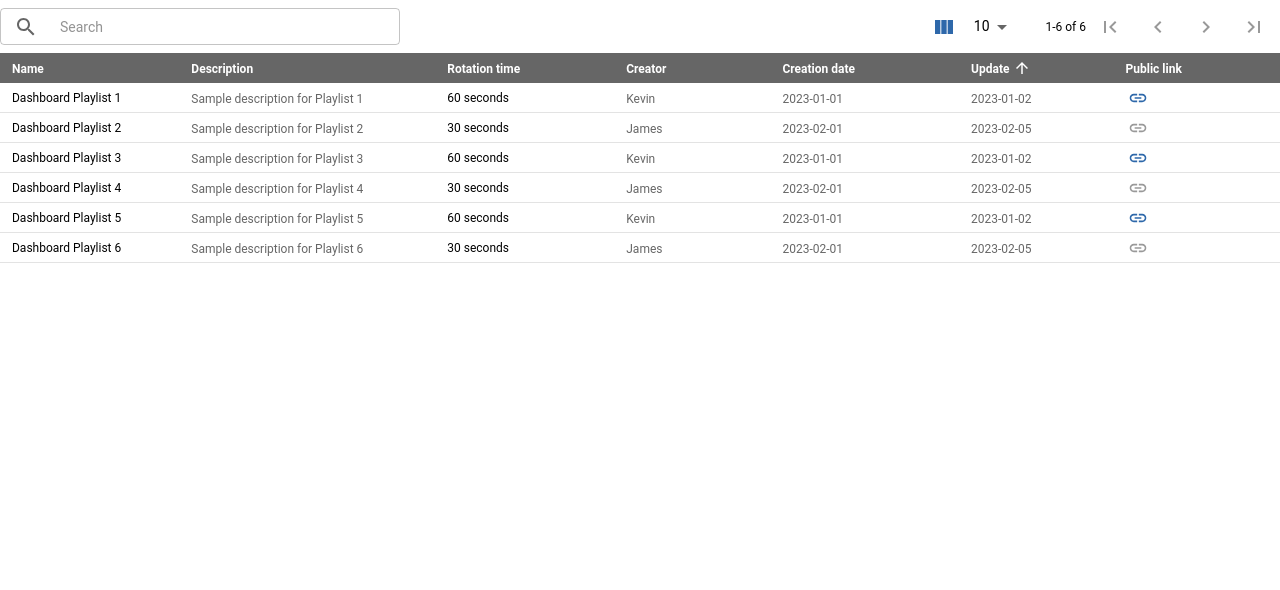 Search 10 1-6 of 6
Name Description Rotation time Creator Creation date Update Public link
Dashboard Playlist 1 Sample description for Playlist 1 60 seconds Kevin 2023-01-01 2023-01-02
Dashboard Playlist 2 Sample description for Playlist 2 30 seconds James 2023-02-01 2023-02-05
Dashboard Playlist 3 Sample description for Playlist 3 60 seconds Kevin 2023-01-01 2023-01-02
Dashboard Playlist 4 Sample description for Playlist 4 30 seconds James 2023-02-01 2023-02-05
Dashboard Playlist 5 Sample description for Playlist 5 60 seconds Kevin 2023-01-01 2023-01-02
Dashboard Playlist 6 Sample description for Playlist 6 30 seconds James 2023-02-01 2023-02-05